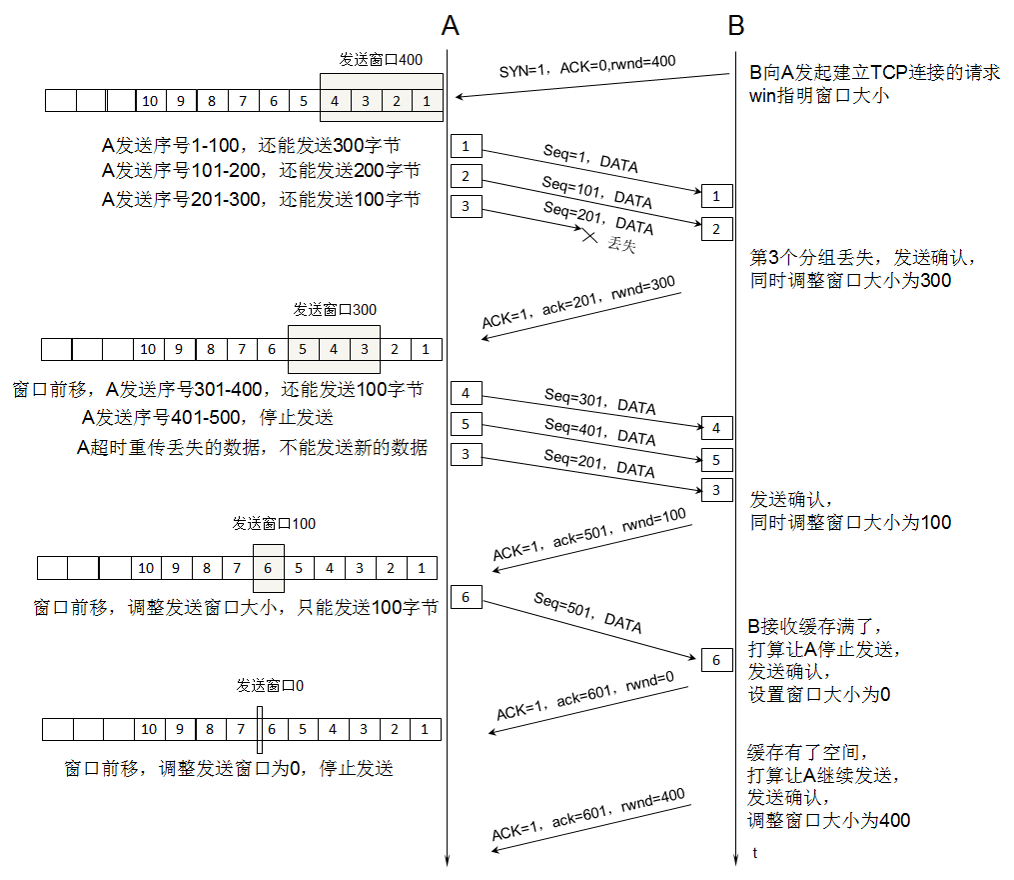 A
B
发送窗口400
SYN=1，ACK=0,rwnd=400
B向A发起建立TCP连接的请求
win指明窗口大小
10 9 8 7 6 5 4 3 2 1
A发送序号1-100，还能发送300字节
A发送序号101-200，还能发送200字节
A发送序号201-300，还能发送100字节
1
Seq=1，DATA
1
2
Seq=101，DATA
2
3
Seq=201，DATA
丢失
第3个分组丢失，发送确认，
同时调整窗口大小为300
ACK=1，ack=201，rwnd=300
发送窗口300
10 9 8 7 6 5 4 3 2 1
窗口前移，A发送序号301-400，还能发送100字节
A发送序号401-500，停止发送
A超时重传丢失的数据，不能发送新的数据
4
Seq=301，DATA
4
5
Seq=401，DATA
5
3
Seq=201，DATA
3
发送确认，
同时调整窗口大小为100
ACK=1，ack=501，rwnd=100
发送窗口100
10 9 8 7 6 5 4 3 2 1
窗口前移，调整发送窗口大小，只能发送100字节
6
Seq=501，DATA
6
B接收缓存满了，
打算让A停止发送，
发送确认，
设置窗口大小为0
ACK=1，ack=601，rwnd=0
发送窗口0
10 9 8 7 6 5 4 3 2 1
窗口前移，调整发送窗口为0，停止发送
缓存有了空间，
打算让A继续发送，
发送确认，
调整窗口大小为400
ACK=1，ack=601，rwnd=400
t